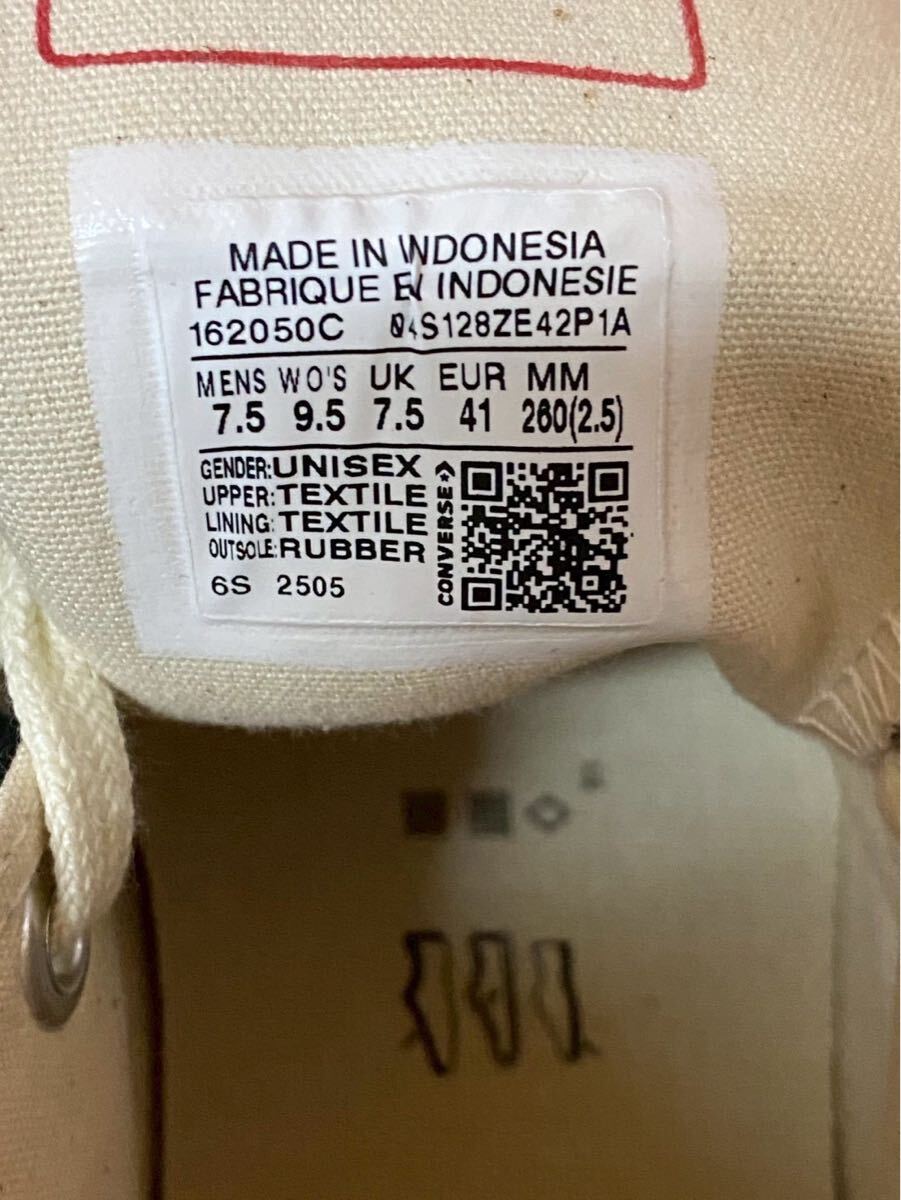 MADE IN INDONESIA
FABRIQUE EN INDONESIE
162050C 04S128ZE42P1A
MENS WO'S UK EUR MM
7.5 9.5 7.5 41 260(2.5)
GENDER: UNISEX
UPPER: TEXTILE
LINING: TEXTILE
OUTSOLE: RUBBER
6S 2505
CONVERSE